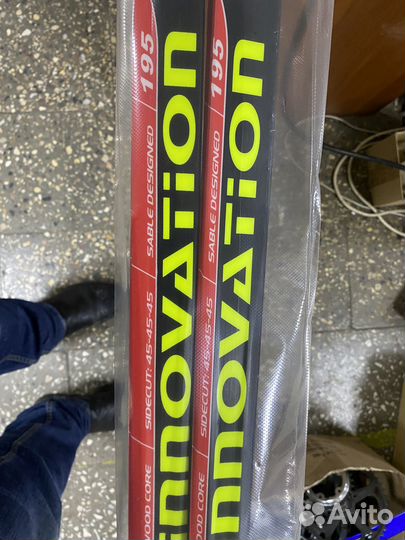 WOOD CORE / SIDECUT: 45-45-45 / SABLE DESIGNED / 195
innovation
WOOD CORE / SIDECUT: 45-45-45 / SABLE DESIGNED / 195
nnovation
Avito